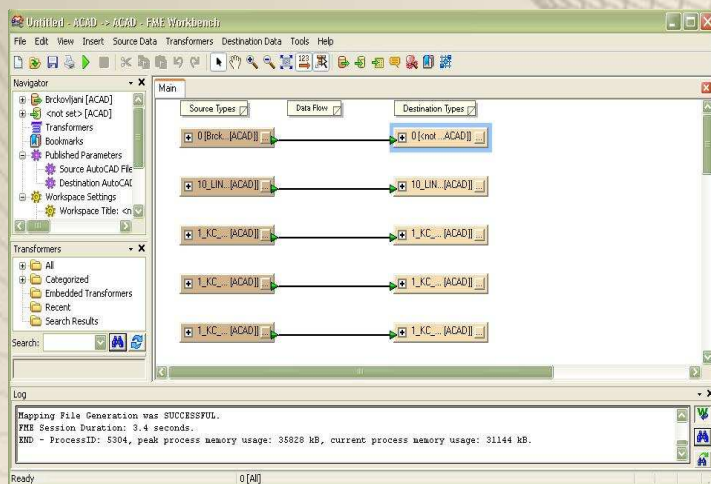 Untitled - ACAD -> ACAD - FME Workbench
File Edit View Insert Source Data Transformers Destination Data Tools Help
Navigator
Brckovljani [ACAD]
<not set> [ACAD]
Transformers
Bookmarks
Published Parameters
Source AutoCAD File
Destination AutoCAD
Workspace Settings
Workspace Title: <n
Transformers
All
Categorized
Embedded Transformers
Recent
Search Results
Search:
Main
Source Types
Data Flow
Destination Types
0 [Brck... [ACAD]] ...
0 [<not ...ACAD]] ...
10_LIN... [ACAD]] ...
10_LIN... [ACAD]] ...
1_KC_... [ACAD]] ...
1_KC_... [ACAD]] ...
1_KC_... [ACAD]] ...
1_KC_... [ACAD]] ...
1_KC_... [ACAD]] ...
1_KC_... [ACAD]] ...
Log
Mapping File Generation was SUCCESSFUL.
FME Session Duration: 3.4 seconds.
END - ProcessID: 5304, peak process memory usage: 35828 kB, current process memory usage: 31144 kB.
Ready
0 [All]